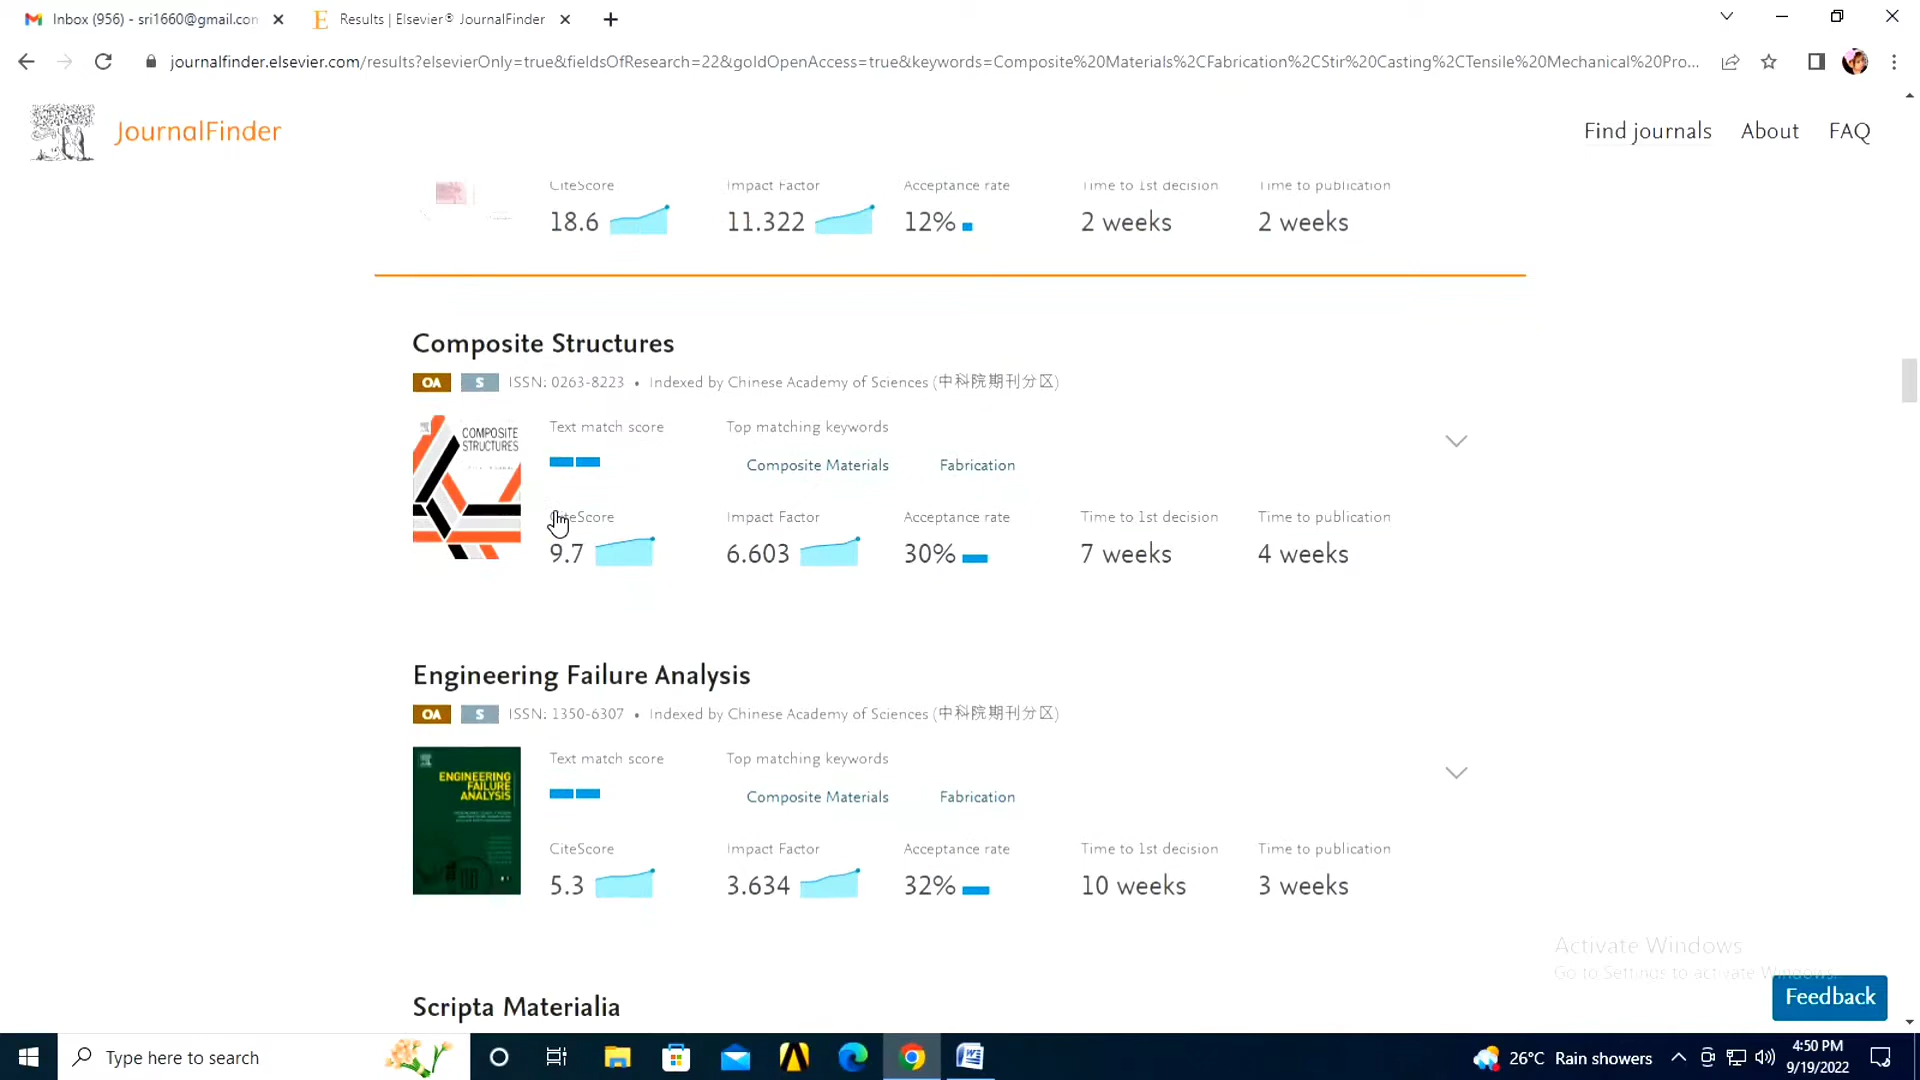 Inbox (956) - sri1660@gmail.con
Results | Elsevier® JournalFinder
journalfinder.elsevier.com/results?elsevierOnly=true&fieldsOfResearch=22&goldOpenAccess=true&keywords=Composite%20Materials%2CFabrication%2CStir%20Casting%2CTensile%20Mechanical%20Pro...
JournalFinder
Find journals About FAQ
CiteScore Impact Factor Acceptance rate Time to 1st decision Time to publication
18.6 11.322 12% 2 weeks 2 weeks
Composite Structures
OA S ISSN: 0263-8223 • Indexed by Chinese Academy of Sciences (中科院期刊分区)
COMPOSITE
STRUCTURES
Text match score Top matching keywords
Composite Materials Fabrication
CiteScore Impact Factor Acceptance rate Time to 1st decision Time to publication
9.7 6.603 30% 7 weeks 4 weeks
Engineering Failure Analysis
OA S ISSN: 1350-6307 • Indexed by Chinese Academy of Sciences (中科院期刊分区)
ENGINEERING
FAILURE
ANALYSIS
Text match score Top matching keywords
Composite Materials Fabrication
CiteScore Impact Factor Acceptance rate Time to 1st decision Time to publication
5.3 3.634 32% 10 weeks 3 weeks
Scripta Materialia
Activate Windows
Go to Settings to activate Windows.
Feedback
Type here to search
26°C Rain showers
4:50 PM
9/19/2022